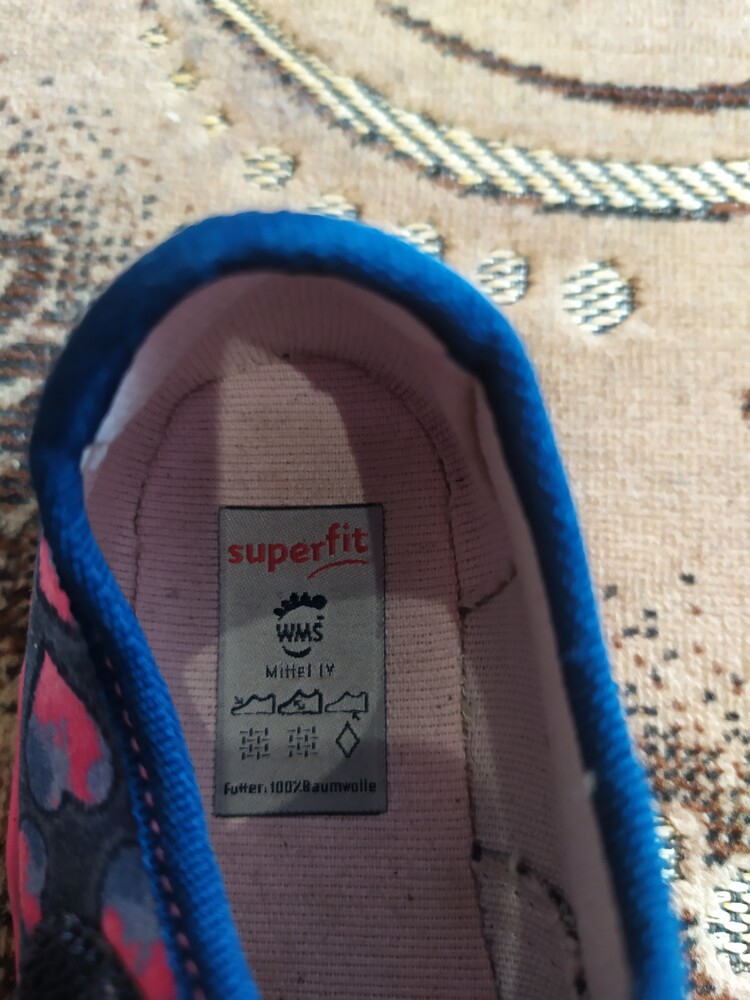 superfit
WMS
Mittel IV
Futter: 100% Baumwolle